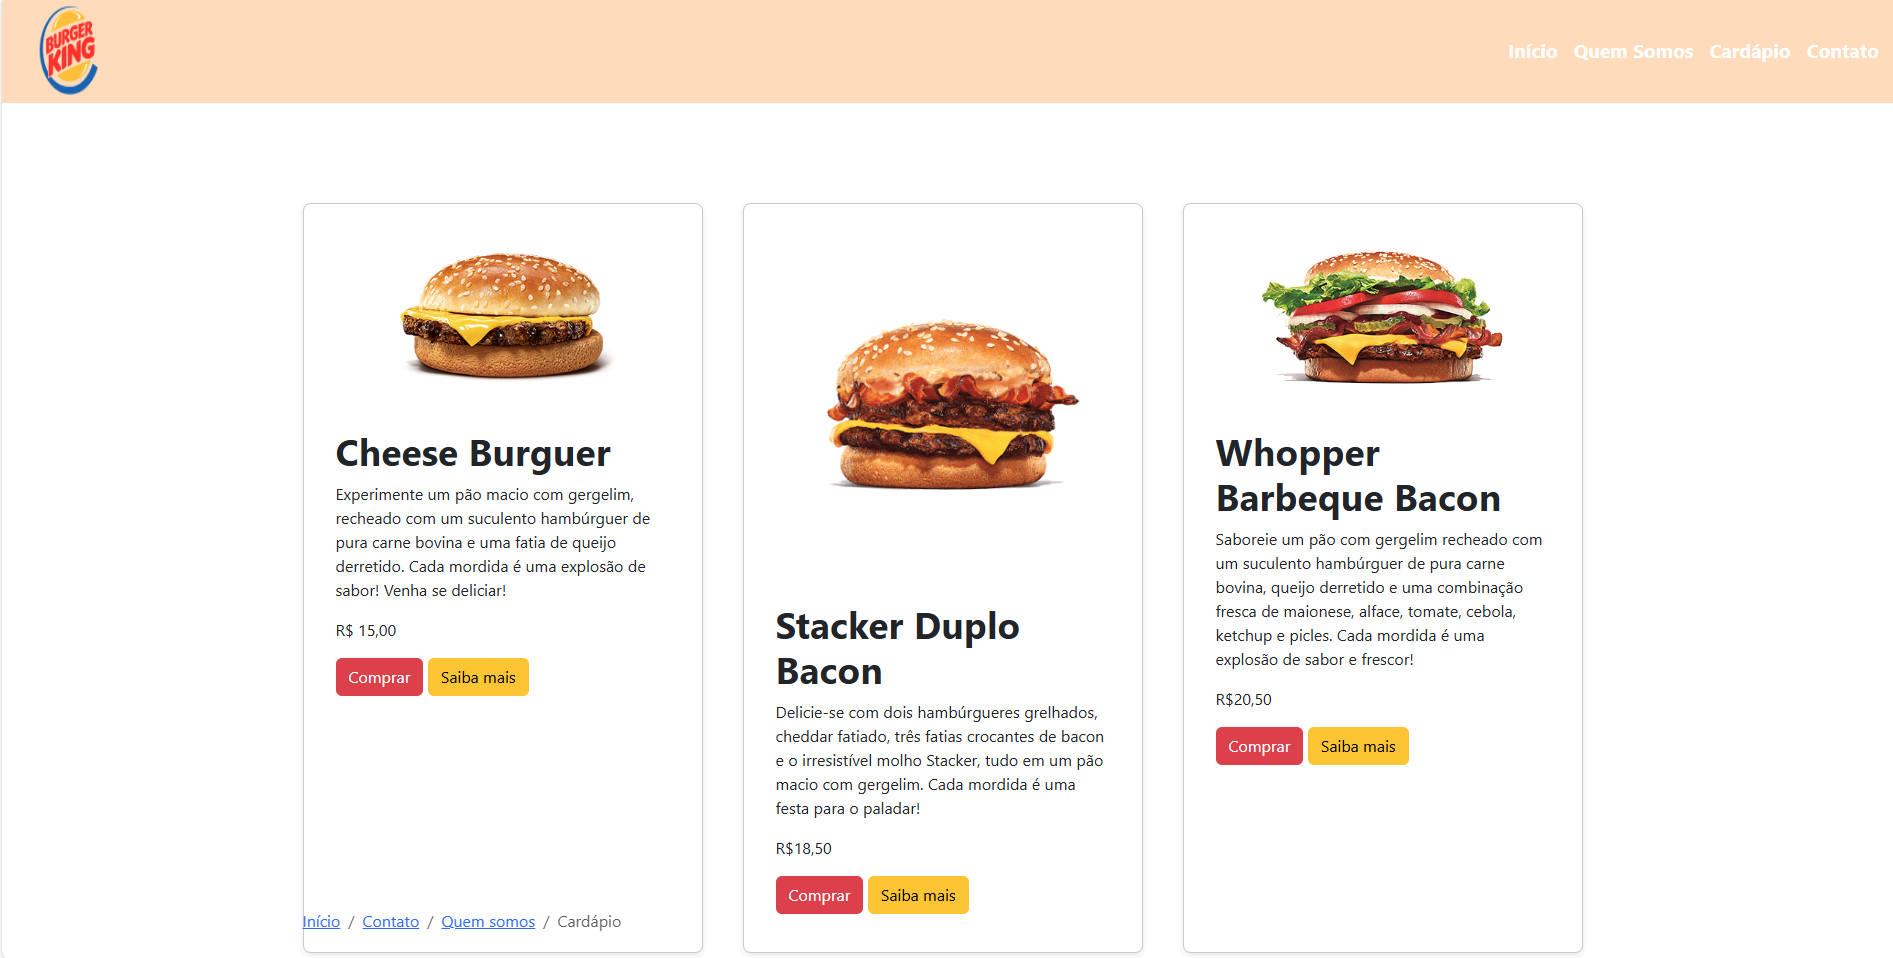 BURGER
KING
Início Quem Somos Cardápio Contato
Cheese Burguer
Experimente um pão macio com gergelim,
recheado com um suculento hambúrguer de
pura carne bovina e uma fatia de queijo
derretido. Cada mordida é uma explosão de
sabor! Venha se deliciar!
R$ 15,00
Comprar Saiba mais
Stacker Duplo
Bacon
Delicie-se com dois hambúrgueres grelhados,
cheddar fatiado, três fatias crocantes de bacon
e o irresistível molho Stacker, tudo em um pão
macio com gergelim. Cada mordida é uma
festa para o paladar!
R$18,50
Comprar Saiba mais
Whopper
Barbeque Bacon
Saboreie um pão com gergelim recheado com
um suculento hambúrguer de pura carne
bovina, queijo derretido e uma combinação
fresca de maionese, alface, tomate, cebola,
ketchup e picles. Cada mordida é uma
explosão de sabor e frescor!
R$20,50
Comprar Saiba mais
Início / Contato / Quem somos / Cardápio